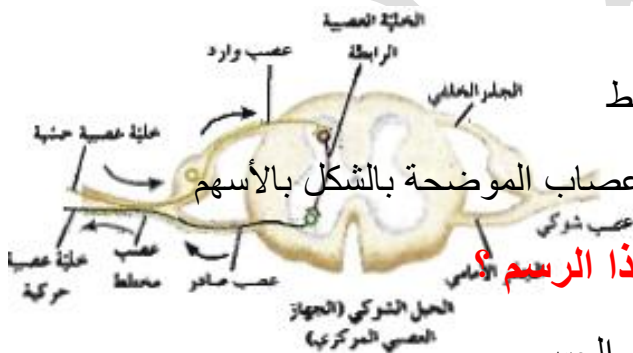 الخلية العصبية
الرابطة
عصب وارد
الجذر الخلفي
خلية عصبية حسية
عصاب الموضحة بالشكل بالأسهم
عصب شوكي
ذا الرسم ؟
خلية عصبية
حركية
عصب
مختلط
عصب صادر
الحبل الشوكي (الجهاز
العصبي المركزي)